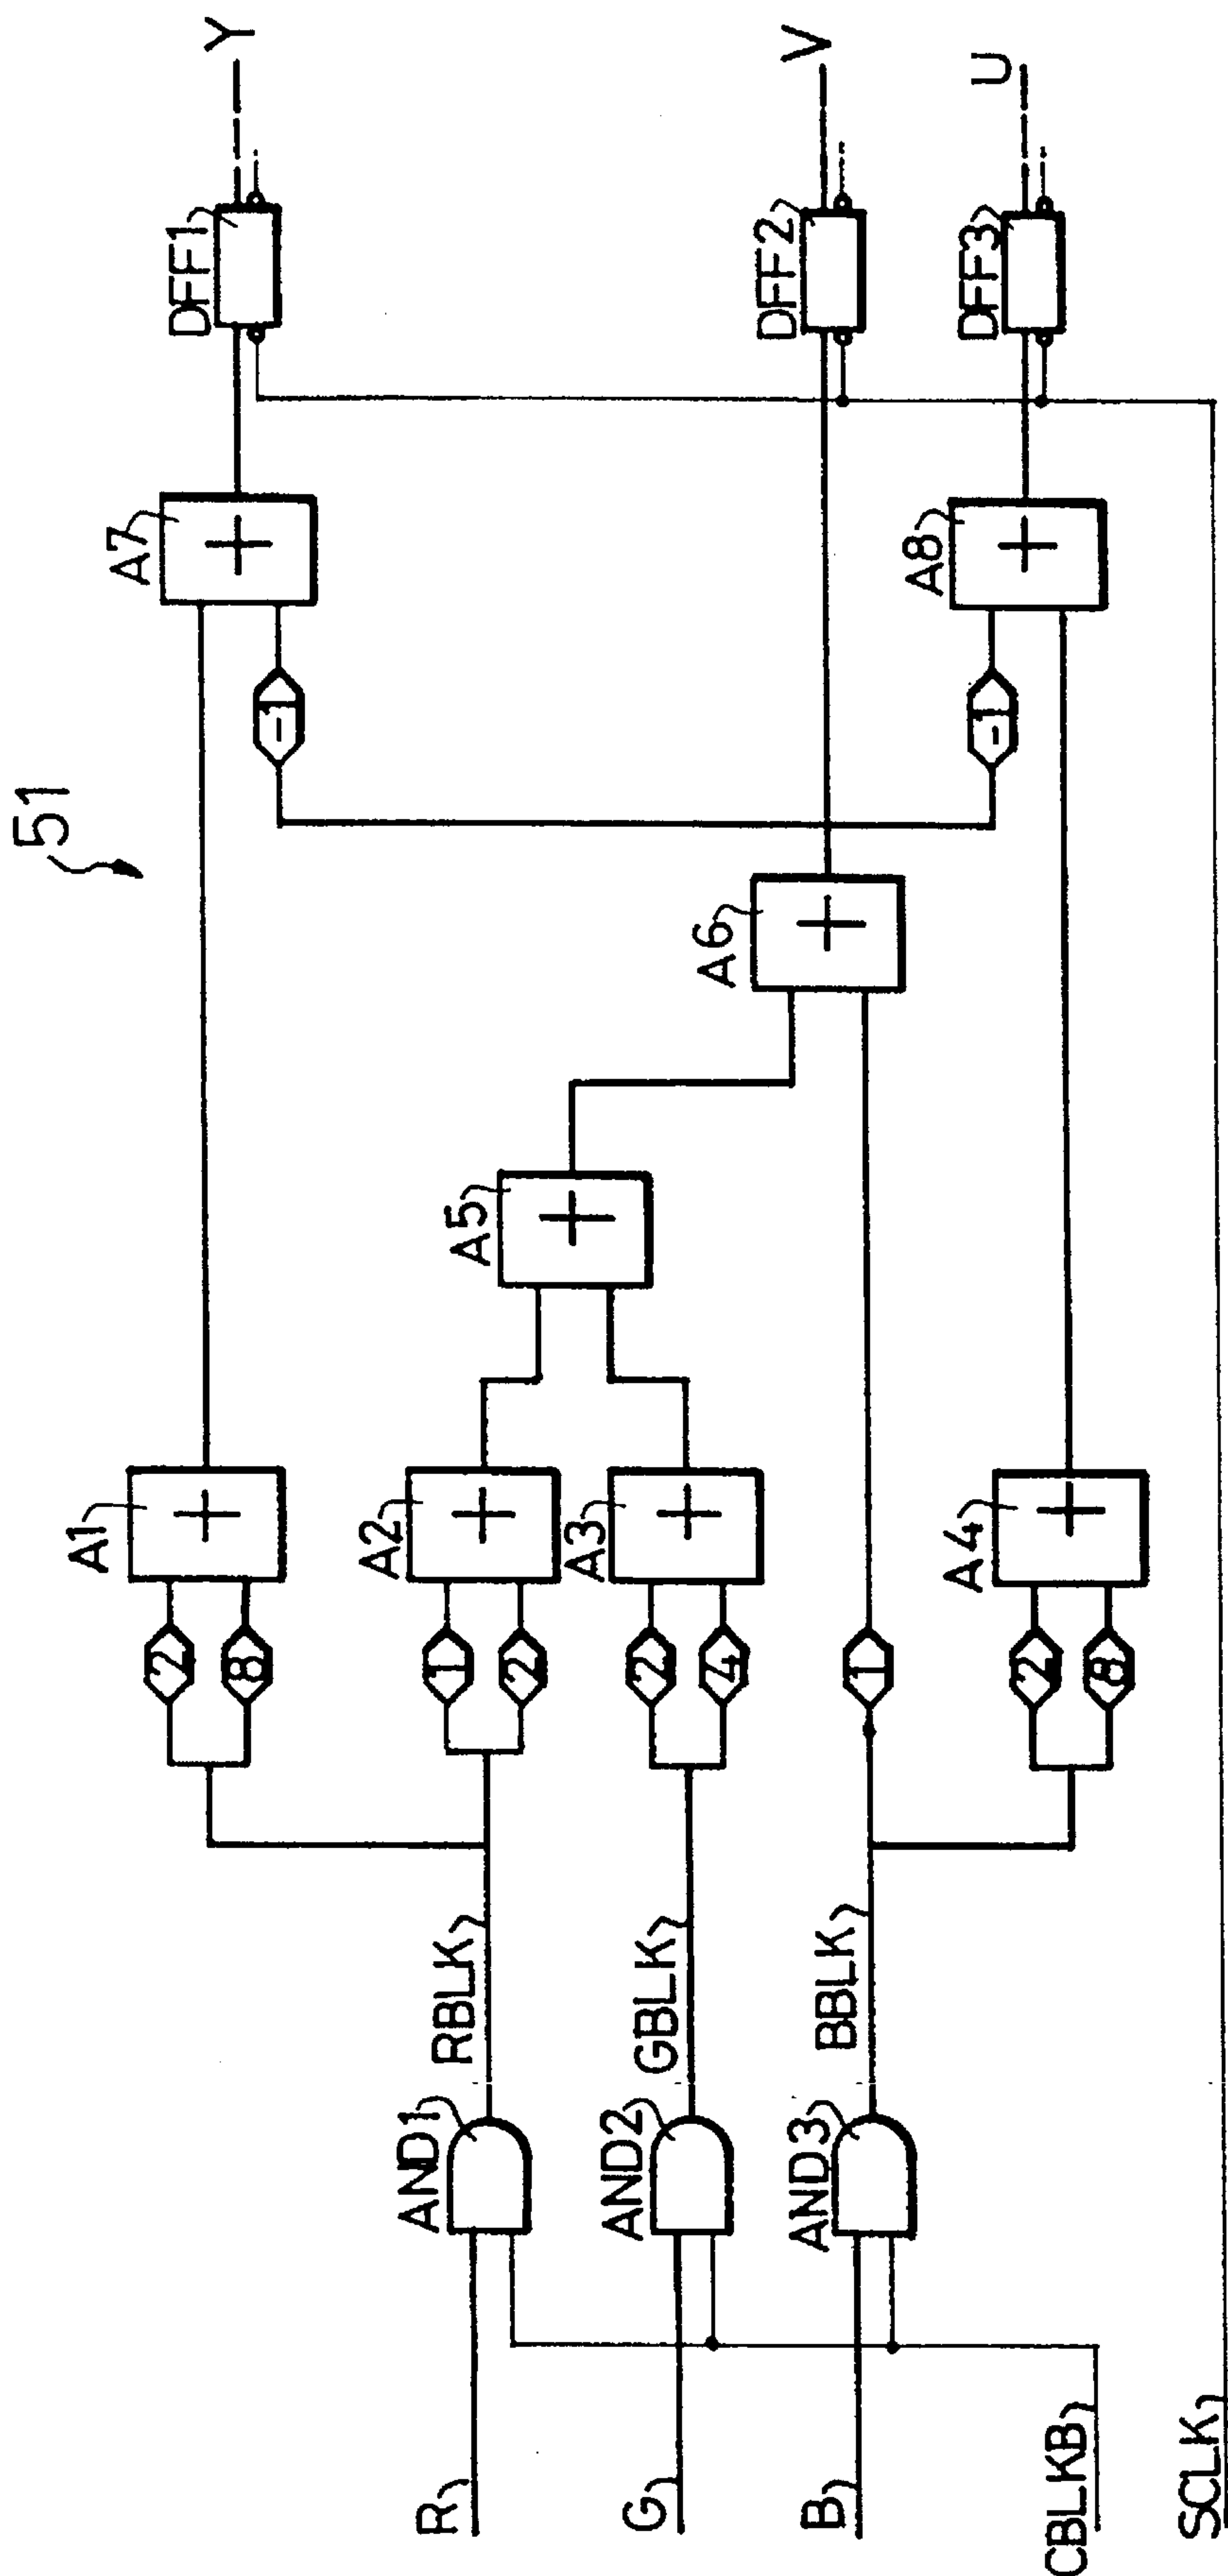 51
R
G
B
CBLKB
SCLK
AND1
AND2
AND3
RBLK
GBLK
BBLK
2
8
1
2
2
4
1
2
8
A1
A2
A3
A4
A5
A6
-1
-1
A7
A8
DFF1
DFF2
DFF3
Y
V
U